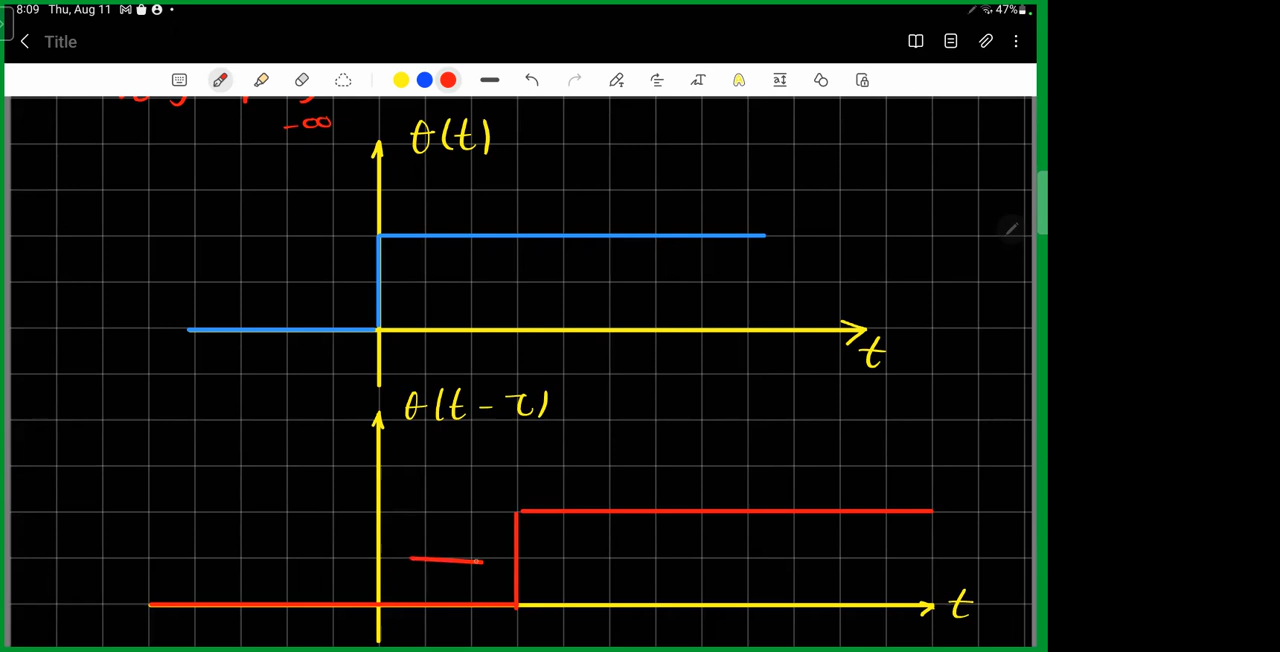 8:09 Thu, Aug 11
47%
Title
-∞
θ(t)
t
θ(t - τ)
t